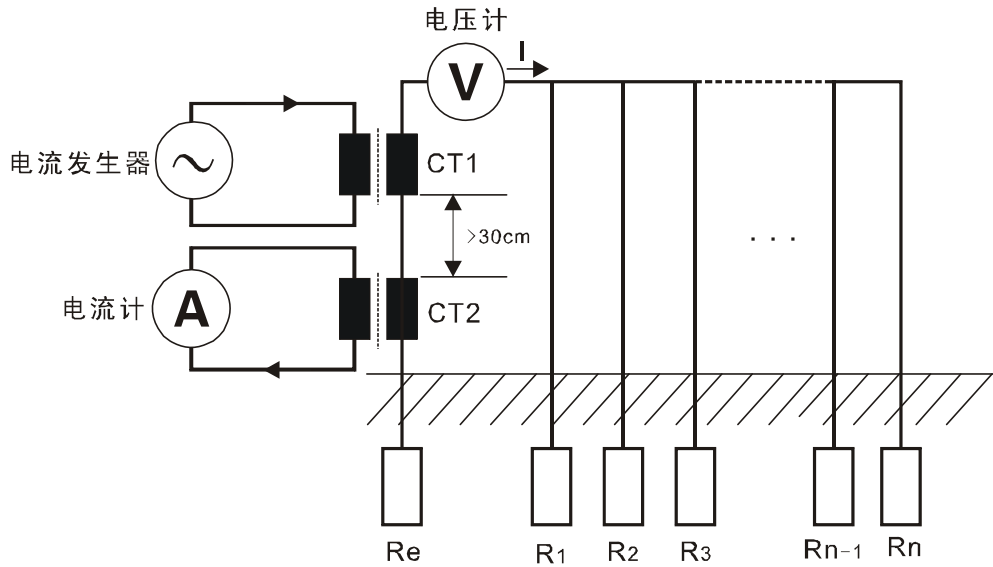 电压计
I
V
电流发生器
CT1
>30cm
. . .
电流计
A
CT2
Re
R1
R2
R3
Rn-1
Rn